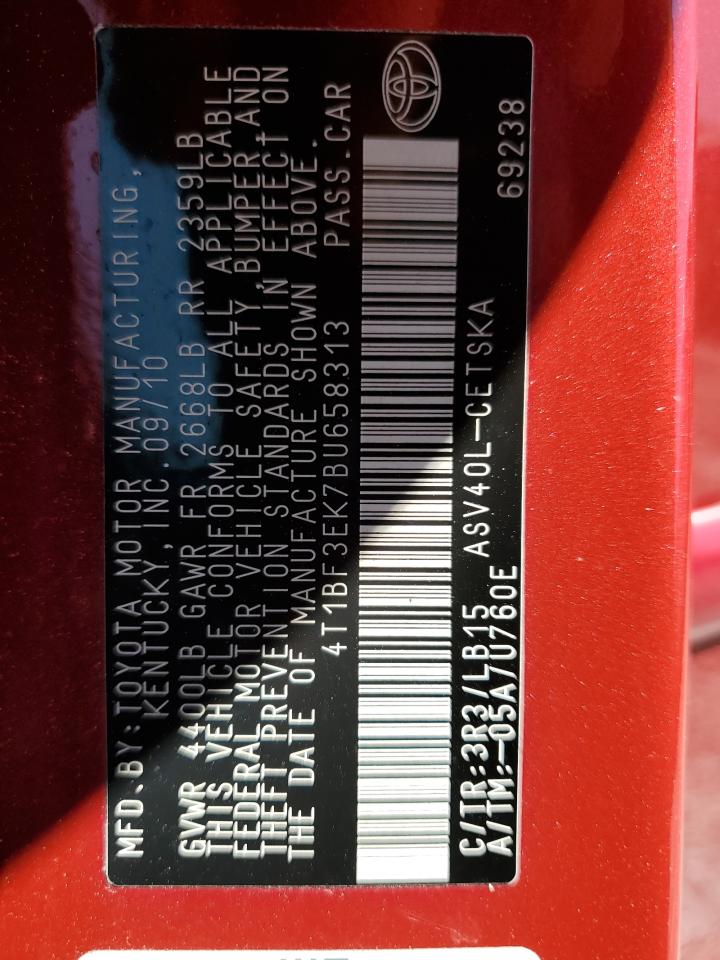 MFD.BY:TOYOTA MOTOR MANUFACTURING,
KENTUCKY, INC. 09/10
GVWR 4400LB GAWR FR 2668LB RR 2359LB
THIS VEHICLE CONFORMS TO ALL APPLICABLE
FEDERAL MOTOR VEHICLE SAFETY, BUMPER, AND
THEFT PREVENTION STANDARDS IN EFFECT ON
THE DATE OF MANUFACTURE SHOWN ABOVE.
4T1BF3EK7BU658313 PASS.CAR
C/TR:3R3/LB15 ASV40L-CETSKA
A/TM:-05A/U760E 69238